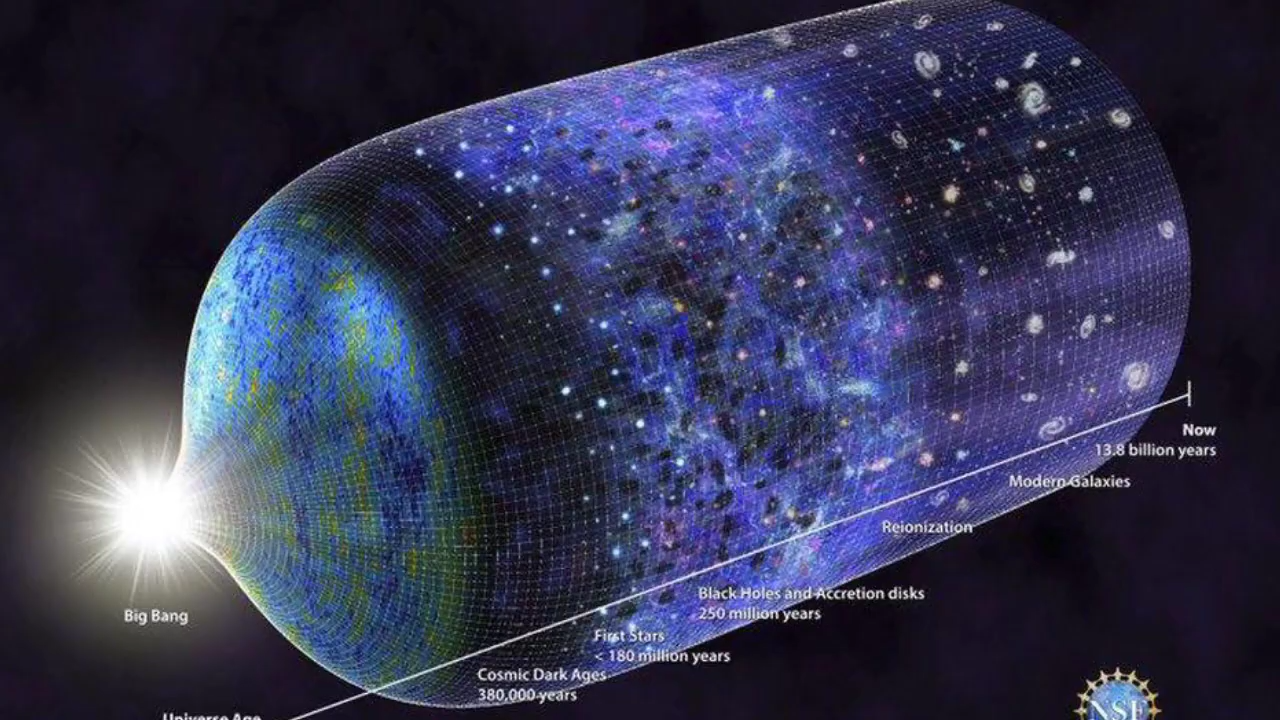 Now
13.8 billion years
Modern Galaxies
Reionization
Black Holes and Accretion disks
250 million years
First Stars
< 180 million years
Cosmic Dark Ages
380,000 years
Big Bang
Universe Age
NSF